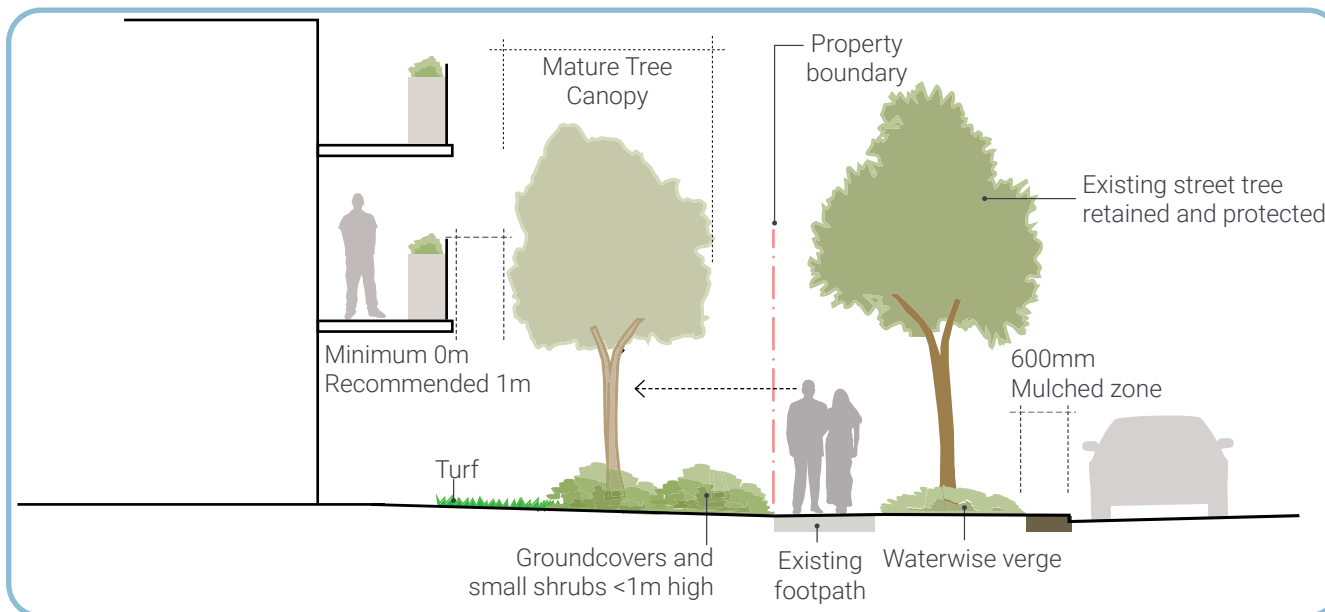 Mature Tree
Canopy
Property
boundary
Existing street tree
retained and protected
Minimum 0m
Recommended 1m
600mm
Mulched zone
Turf
Groundcovers and
small shrubs <1m high
Existing
footpath
Waterwise verge